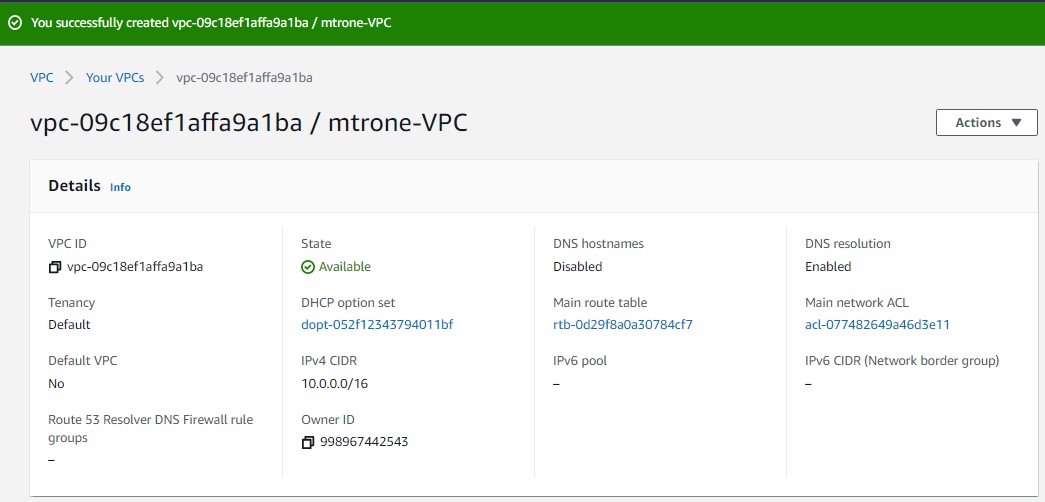 You successfully created vpc-09c18ef1affa9a1ba / mtrone-VPC
VPC > Your VPCs > vpc-09c18ef1affa9a1ba
vpc-09c18ef1affa9a1ba / mtrone-VPC
Actions ▼
Details Info
VPC ID
vpc-09c18ef1affa9a1ba
State
Available
DNS hostnames
Disabled
DNS resolution
Enabled
Tenancy
Default
DHCP option set
dopt-052f12343794011bf
Main route table
rtb-0d29f8a0a30784cf7
Main network ACL
acl-077482649a46d3e11
Default VPC
No
IPv4 CIDR
10.0.0.0/16
IPv6 pool
–
IPv6 CIDR (Network border group)
–
Route 53 Resolver DNS Firewall rule
groups
–
Owner ID
998967442543